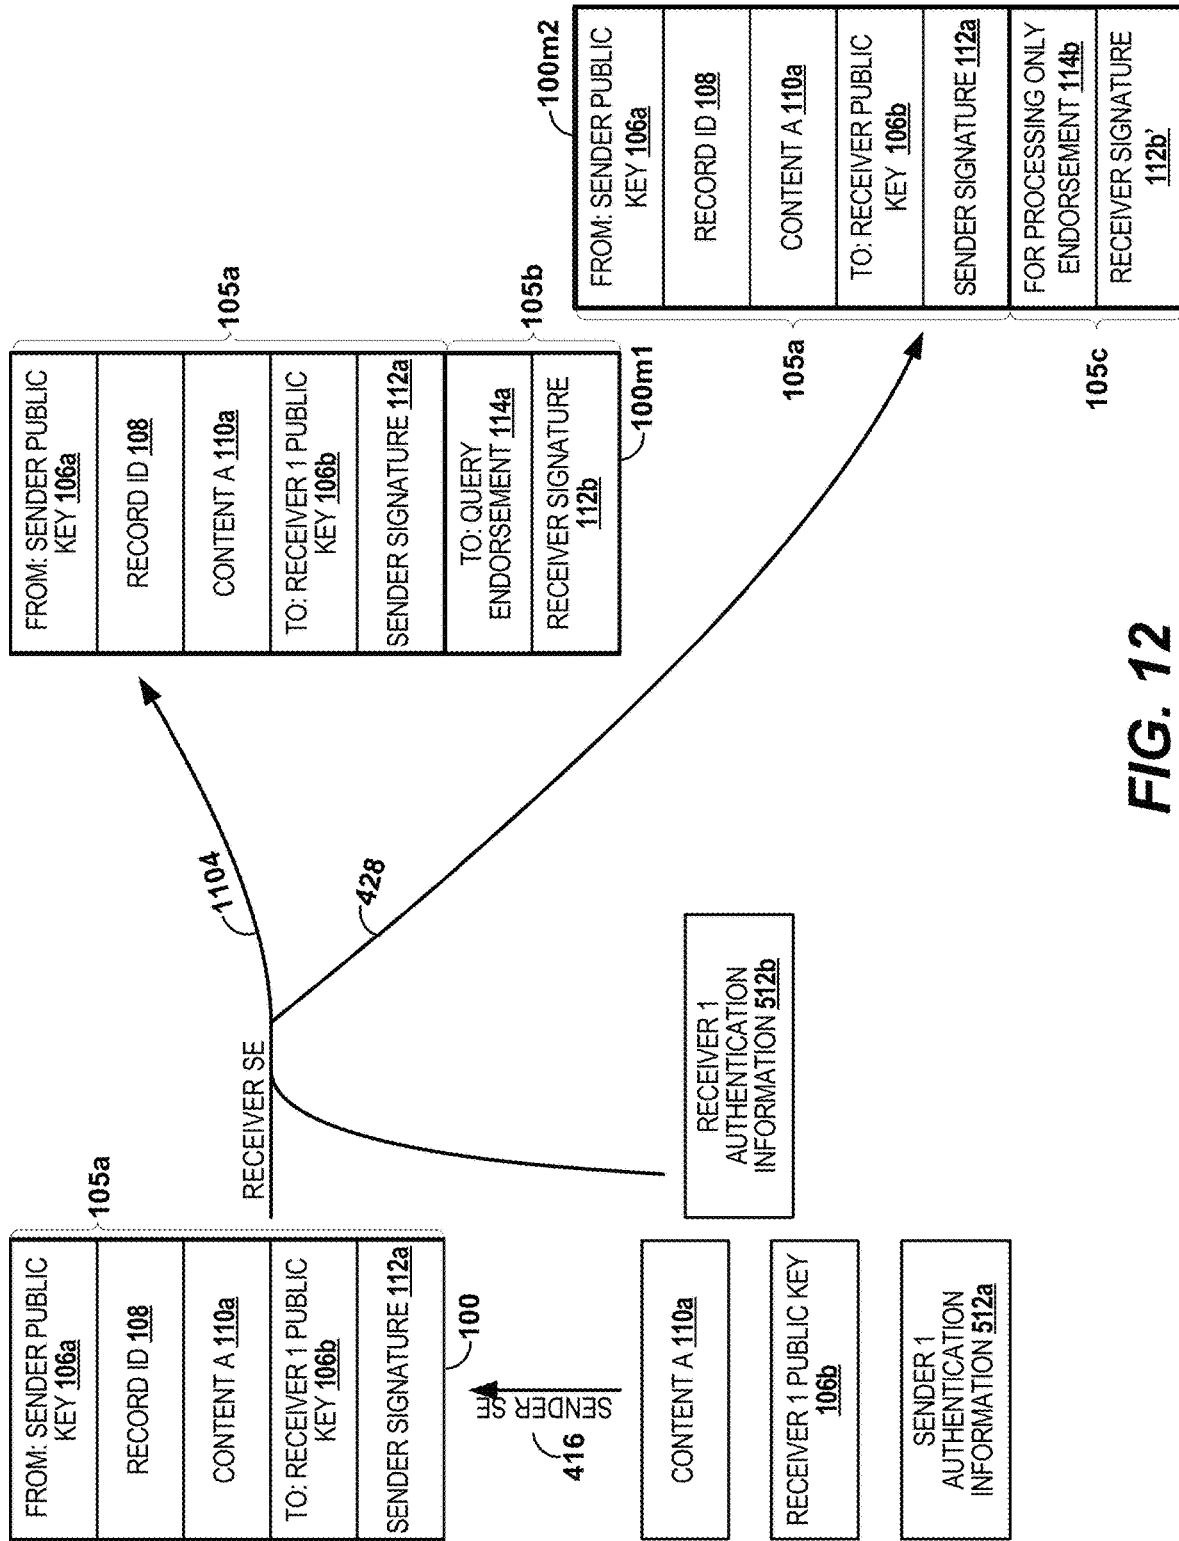 FROM: SENDER PUBLIC
KEY 106a
RECORD ID 108
CONTENT A 110a
TO: RECEIVER 1 PUBLIC
KEY 106b
SENDER SIGNATURE 112a
105a
100
416
SENDER SE
CONTENT A 110a
RECEIVER 1 PUBLIC KEY
106b
SENDER 1
AUTHENTICATION
INFORMATION 512a
RECEIVER SE
RECEIVER 1
AUTHENTICATION
INFORMATION 512b
1104
428
FROM: SENDER PUBLIC
KEY 106a
RECORD ID 108
CONTENT A 110a
TO: RECEIVER 1 PUBLIC
KEY 106b
SENDER SIGNATURE 112a
TO: QUERY
ENDORSEMENT 114a
RECEIVER SIGNATURE
112b
105a
105b
100m1
100m2
FROM: SENDER PUBLIC
KEY 106a
RECORD ID 108
CONTENT A 110a
TO: RECEIVER PUBLIC
KEY 106b
SENDER SIGNATURE 112a
FOR PROCESSING ONLY
ENDORSEMENT 114b
RECEIVER SIGNATURE
112b'
105a
105c
FIG. 12